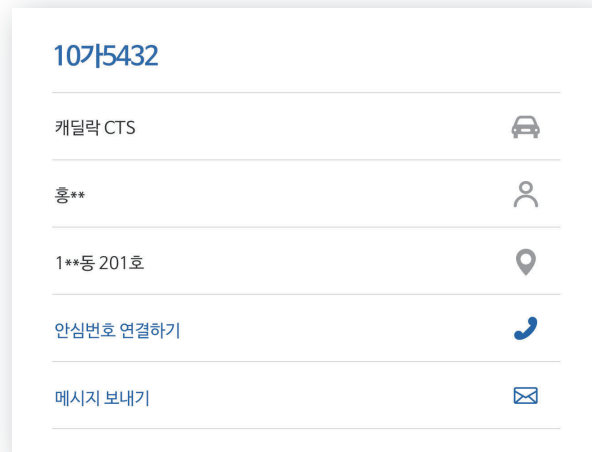 10가5432
캐딜락 CTS
홍**
1**동 201호
안심번호 연결하기
메시지 보내기